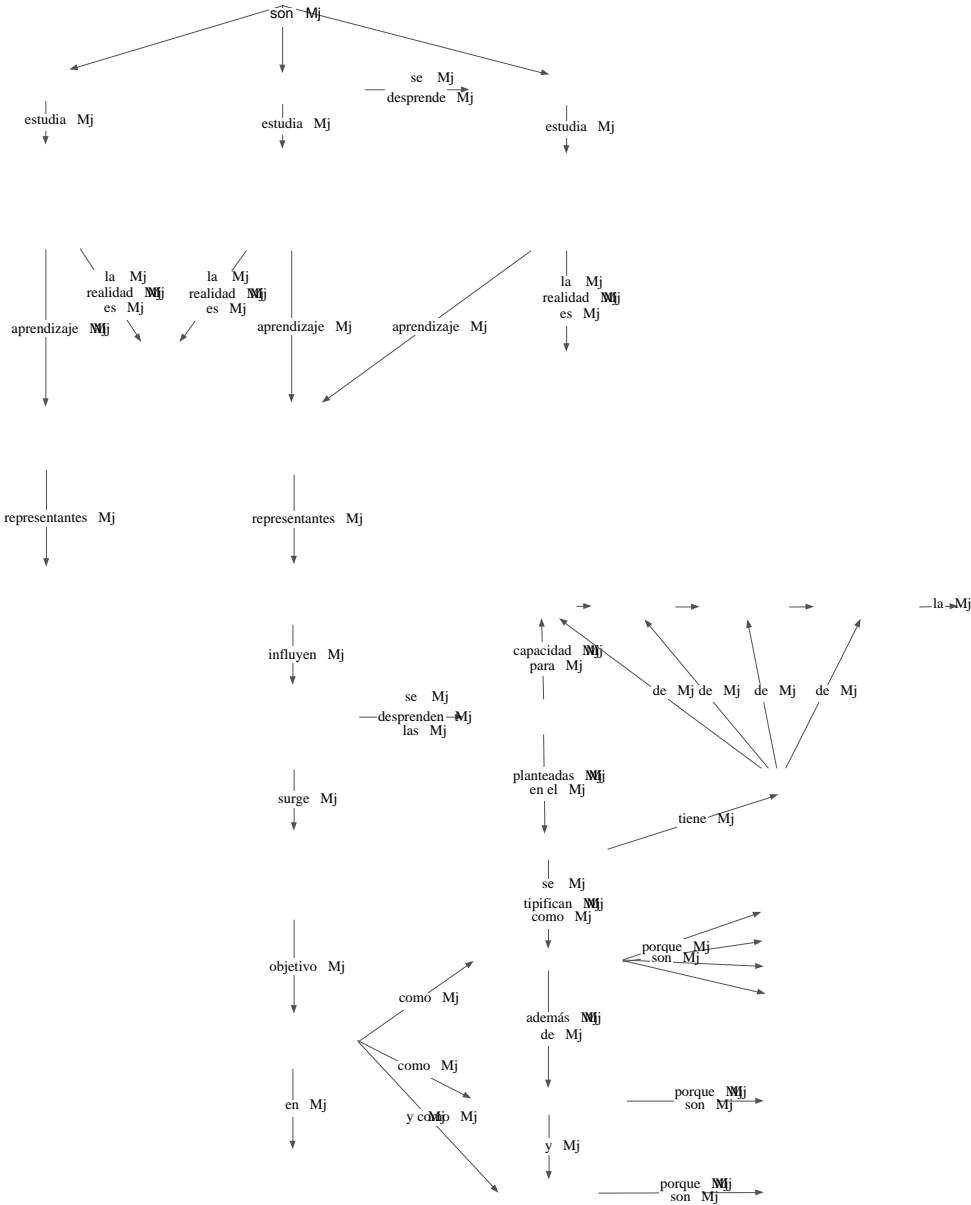 son Mj
se Mj
desprende Mj
estudia Mj
estudia Mj
estudia Mj
la Mj
realidad Mj
es Mj
la Mj
realidad Mj
es Mj
la Mj
realidad Mj
es Mj
aprendizaje Mj
aprendizaje Mj
aprendizaje Mj
representantes Mj
representantes Mj
la Mj
influyen Mj
capacidad Mj
para Mj
de Mj
de Mj
de Mj
de Mj
se Mj
desprenden Mj
las Mj
surge Mj
planteadas Mj
en el Mj
tiene Mj
se Mj
tipifican Mj
como Mj
porque Mj
son Mj
objetivo Mj
como Mj
además Mj
de Mj
como Mj
en Mj
y como Mj
porque Mj
son Mj
y Mj
porque Mj
son Mj